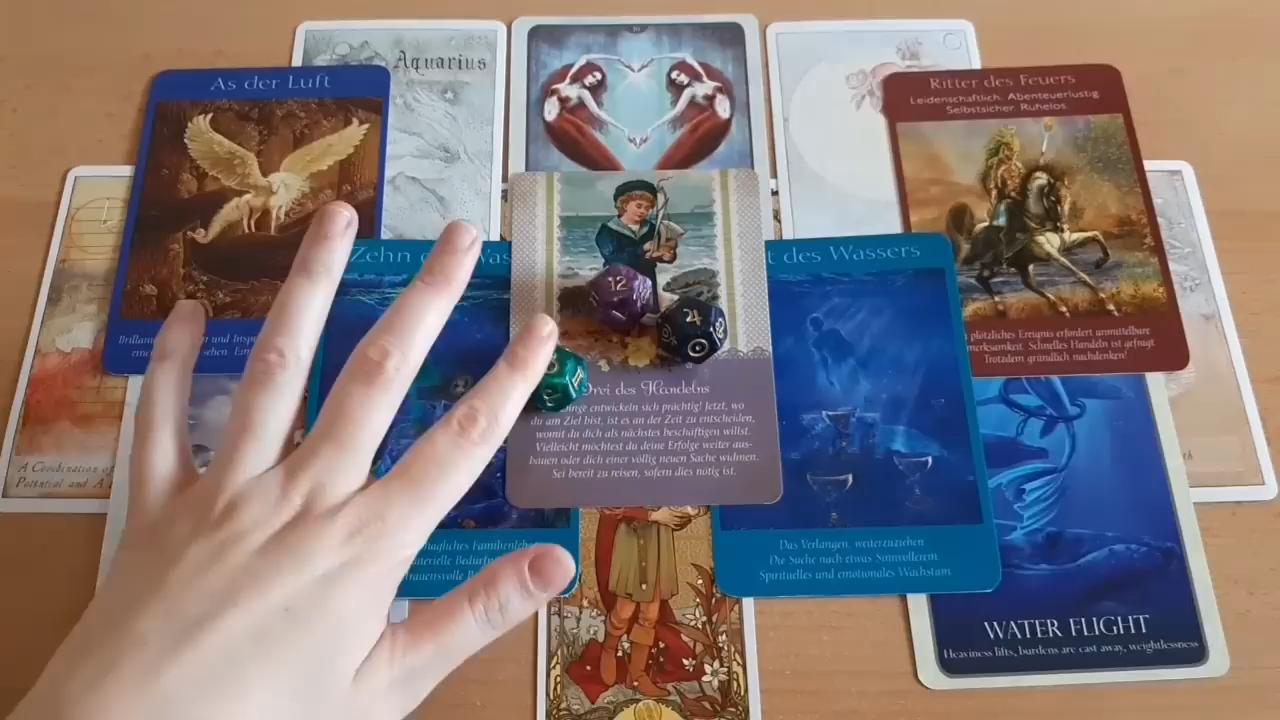 Aquarius
As der Luft
Ritter des Feuers
Leidenschaftlich. Abenteuerlustig.
Selbstsicher. Ruhelos.
Zehn
des Wassers
12
plötzliches Ereignis erfordert unmittelbare
Schnelles Handeln ist gefragt
Trotzdem gründlich nachdenken!
und
des Handelns
Dinge entwickeln sich prächtig! Jetzt, wo
du am Ziel bist, ist es an der Zeit zu entscheiden,
womit du dich als nächstes beschäftigen willst.
Vielleicht möchtest du deine Erfolge weiter aus-
bauen oder dich einer völlig neuen Sache widmen.
Sei bereit zu reisen, sofern dies nötig ist.
A Combination of
Potential and A
Das Verlangen, weiterzuziehen
Die Suche nach etwas Sinnvollerem.
Spirituelles und emotionales Wachstum.
WATER FLIGHT
Heaviness lifts, burdens are cast away, weightlessness